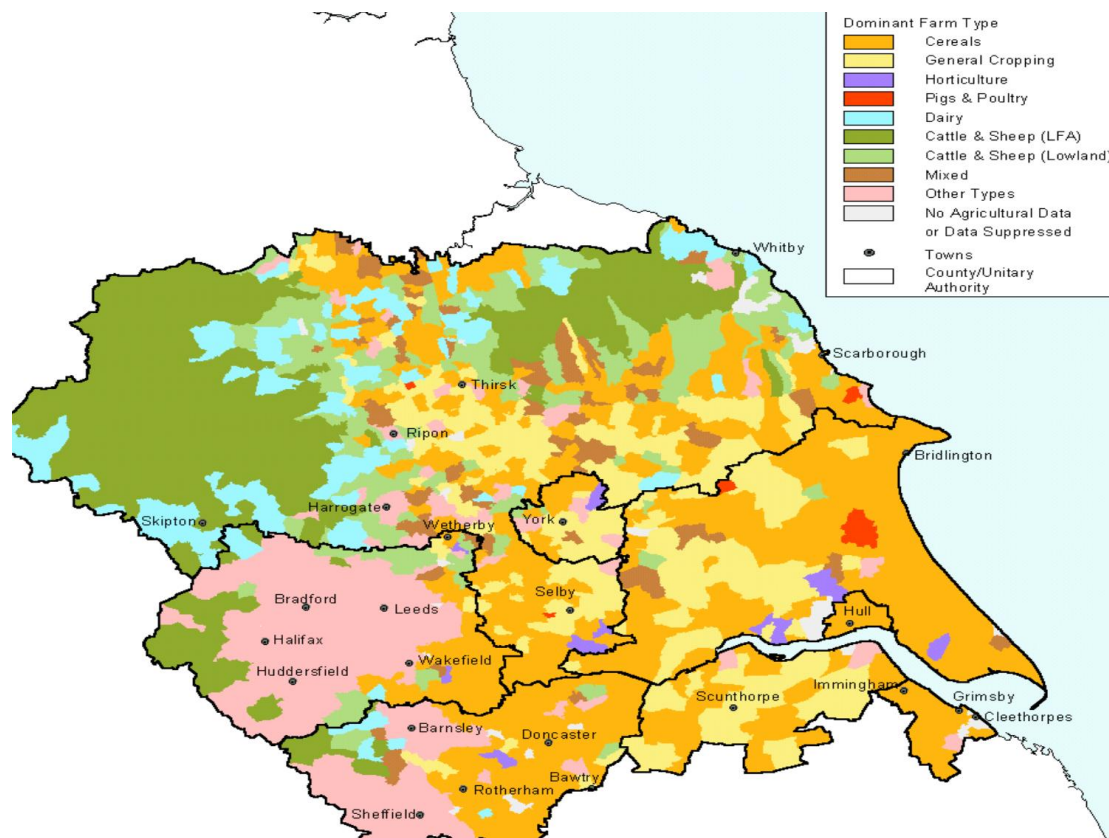 Dominant Farm Type
Cereals
General Cropping
Horticulture
Pigs & Poultry
Dairy
Cattle & Sheep (LFA)
Cattle & Sheep (Lowland)
Mixed
Other Types
No Agricultural Data
or Data Suppressed
Towns
County/Unitary
Authority
Whitby
Scarborough
Thirsk
Ripon
Bridlington
Harrogate
Skipton
Wetherby
York
Bradford
Leeds
Selby
Hull
Halifax
Wakefield
Huddersfield
Immingham
Scunthorpe
Grimsby
Cleethorpes
Barnsley
Doncaster
Bawtry
Rotherham
Sheffield